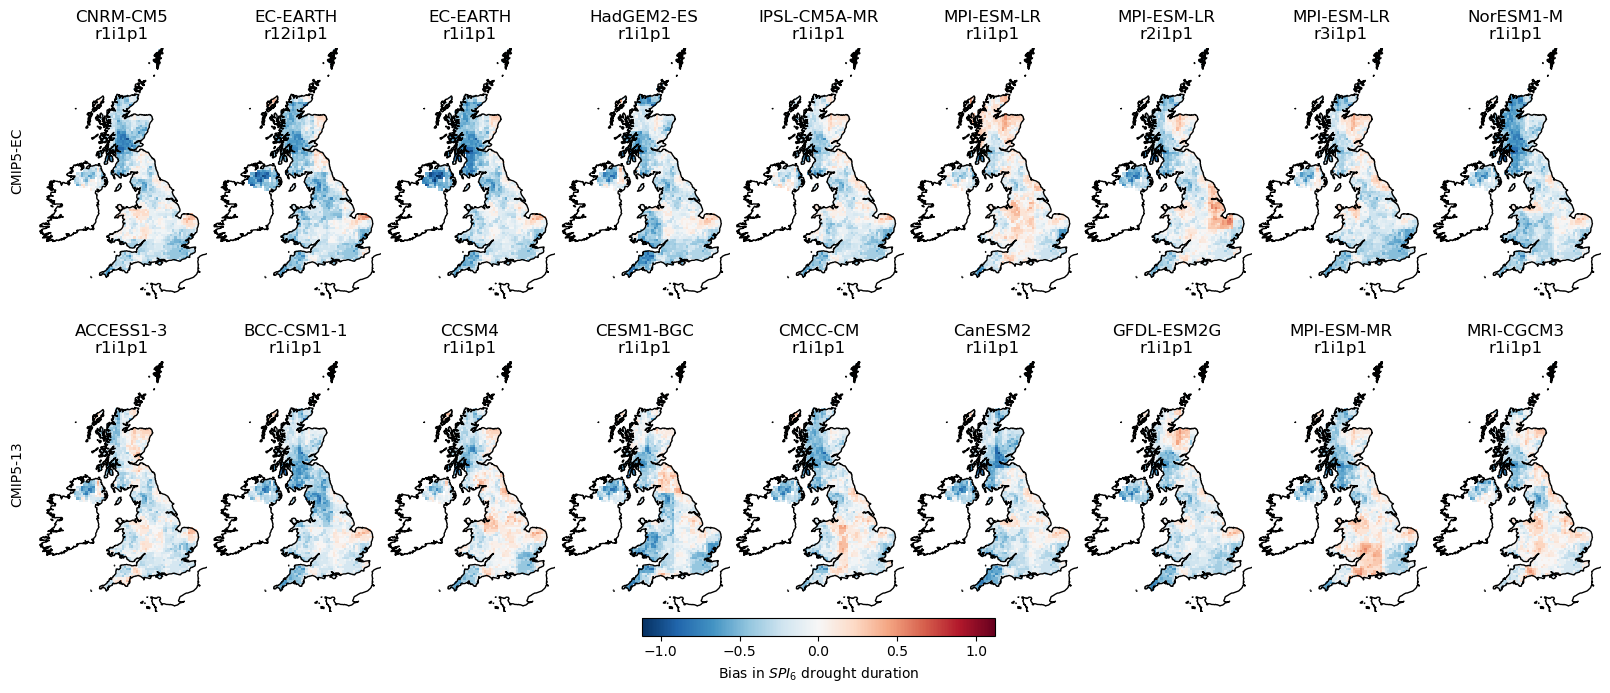 CNRM-CM5 EC-EARTH EC-EARTH HadGEM2-ES IPSL-CM5A-MR MPI-ESM-LR MPI-ESM-LR MPI-ESM-LR NorESM1-M
r1i1p1 r12i1p1 r1i1p1 r1i1p1 r1i1p1 r1i1p1 r2i1p1 r3i1p1 r1i1p1
CMIP5-EC
ACCESS1-3 BCC-CSM1-1 CCSM4 CESM1-BGC CMCC-CM CanESM2 GFDL-ESM2G MPI-ESM-MR MRI-CGCM3
r1i1p1 r1i1p1 r1i1p1 r1i1p1 r1i1p1 r1i1p1 r1i1p1 r1i1p1 r1i1p1
CMIP5-13
−1.0 −0.5 0.0 0.5 1.0
Bias in SPI₆ drought duration